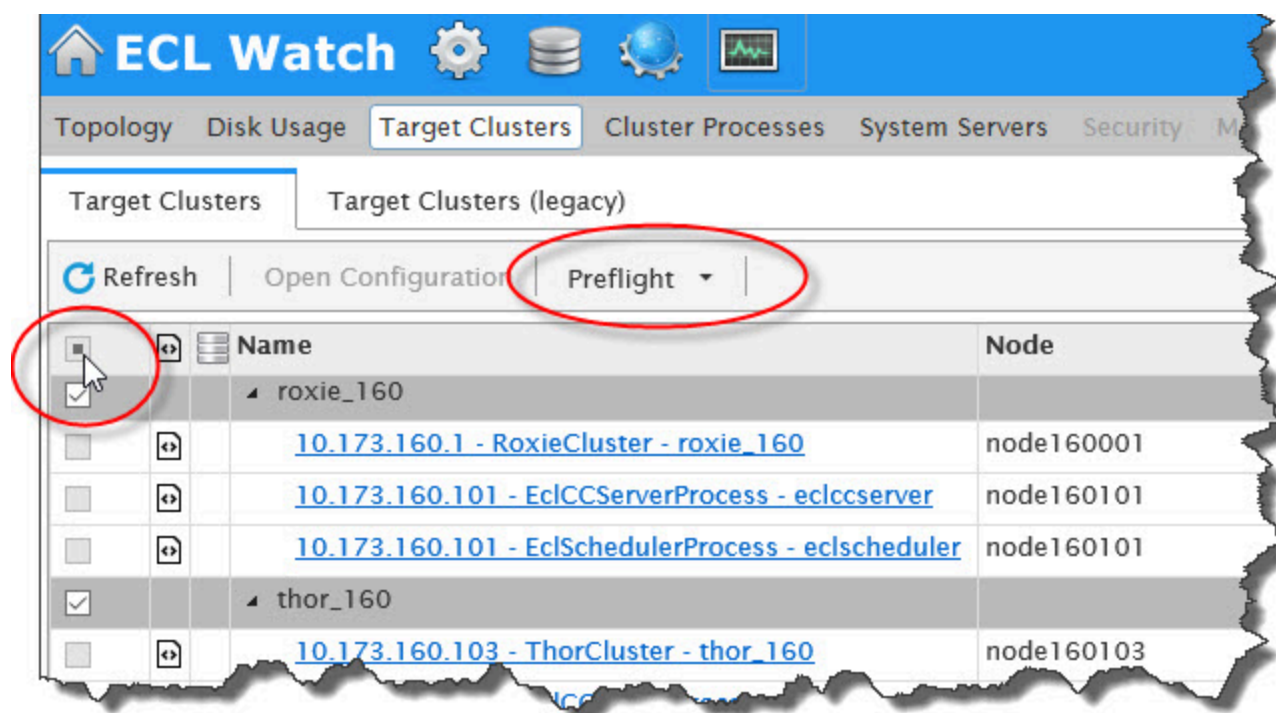 ECL Watch
Topology Disk Usage Target Clusters Cluster Processes System Servers Security
Target Clusters Target Clusters (legacy)
Refresh Open Configuration Preflight
Name Node
roxie_160
10.173.160.1 - RoxieCluster - roxie_160 node160001
10.173.160.101 - EclCCServerProcess - eclccserver node160101
10.173.160.101 - EclSchedulerProcess - eclscheduler node160101
thor_160
10.173.160.103 - ThorCluster - thor_160 node160103